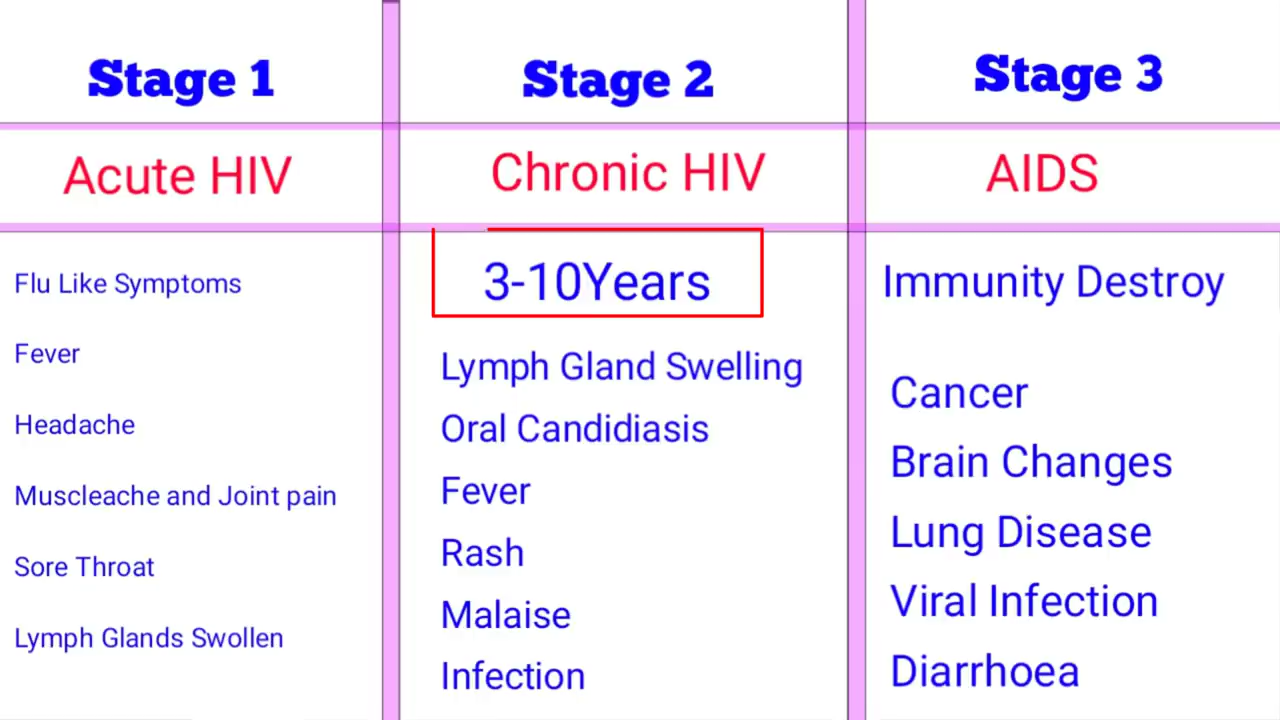 Stage 1
Stage 2
Stage 3
Acute HIV
Chronic HIV
AIDS
Flu Like Symptoms
Fever
Headache
Muscleache and Joint pain
Sore Throat
Lymph Glands Swollen
3-10Years
Lymph Gland Swelling
Oral Candidiasis
Fever
Rash
Malaise
Infection
Immunity Destroy
Cancer
Brain Changes
Lung Disease
Viral Infection
Diarrhoea